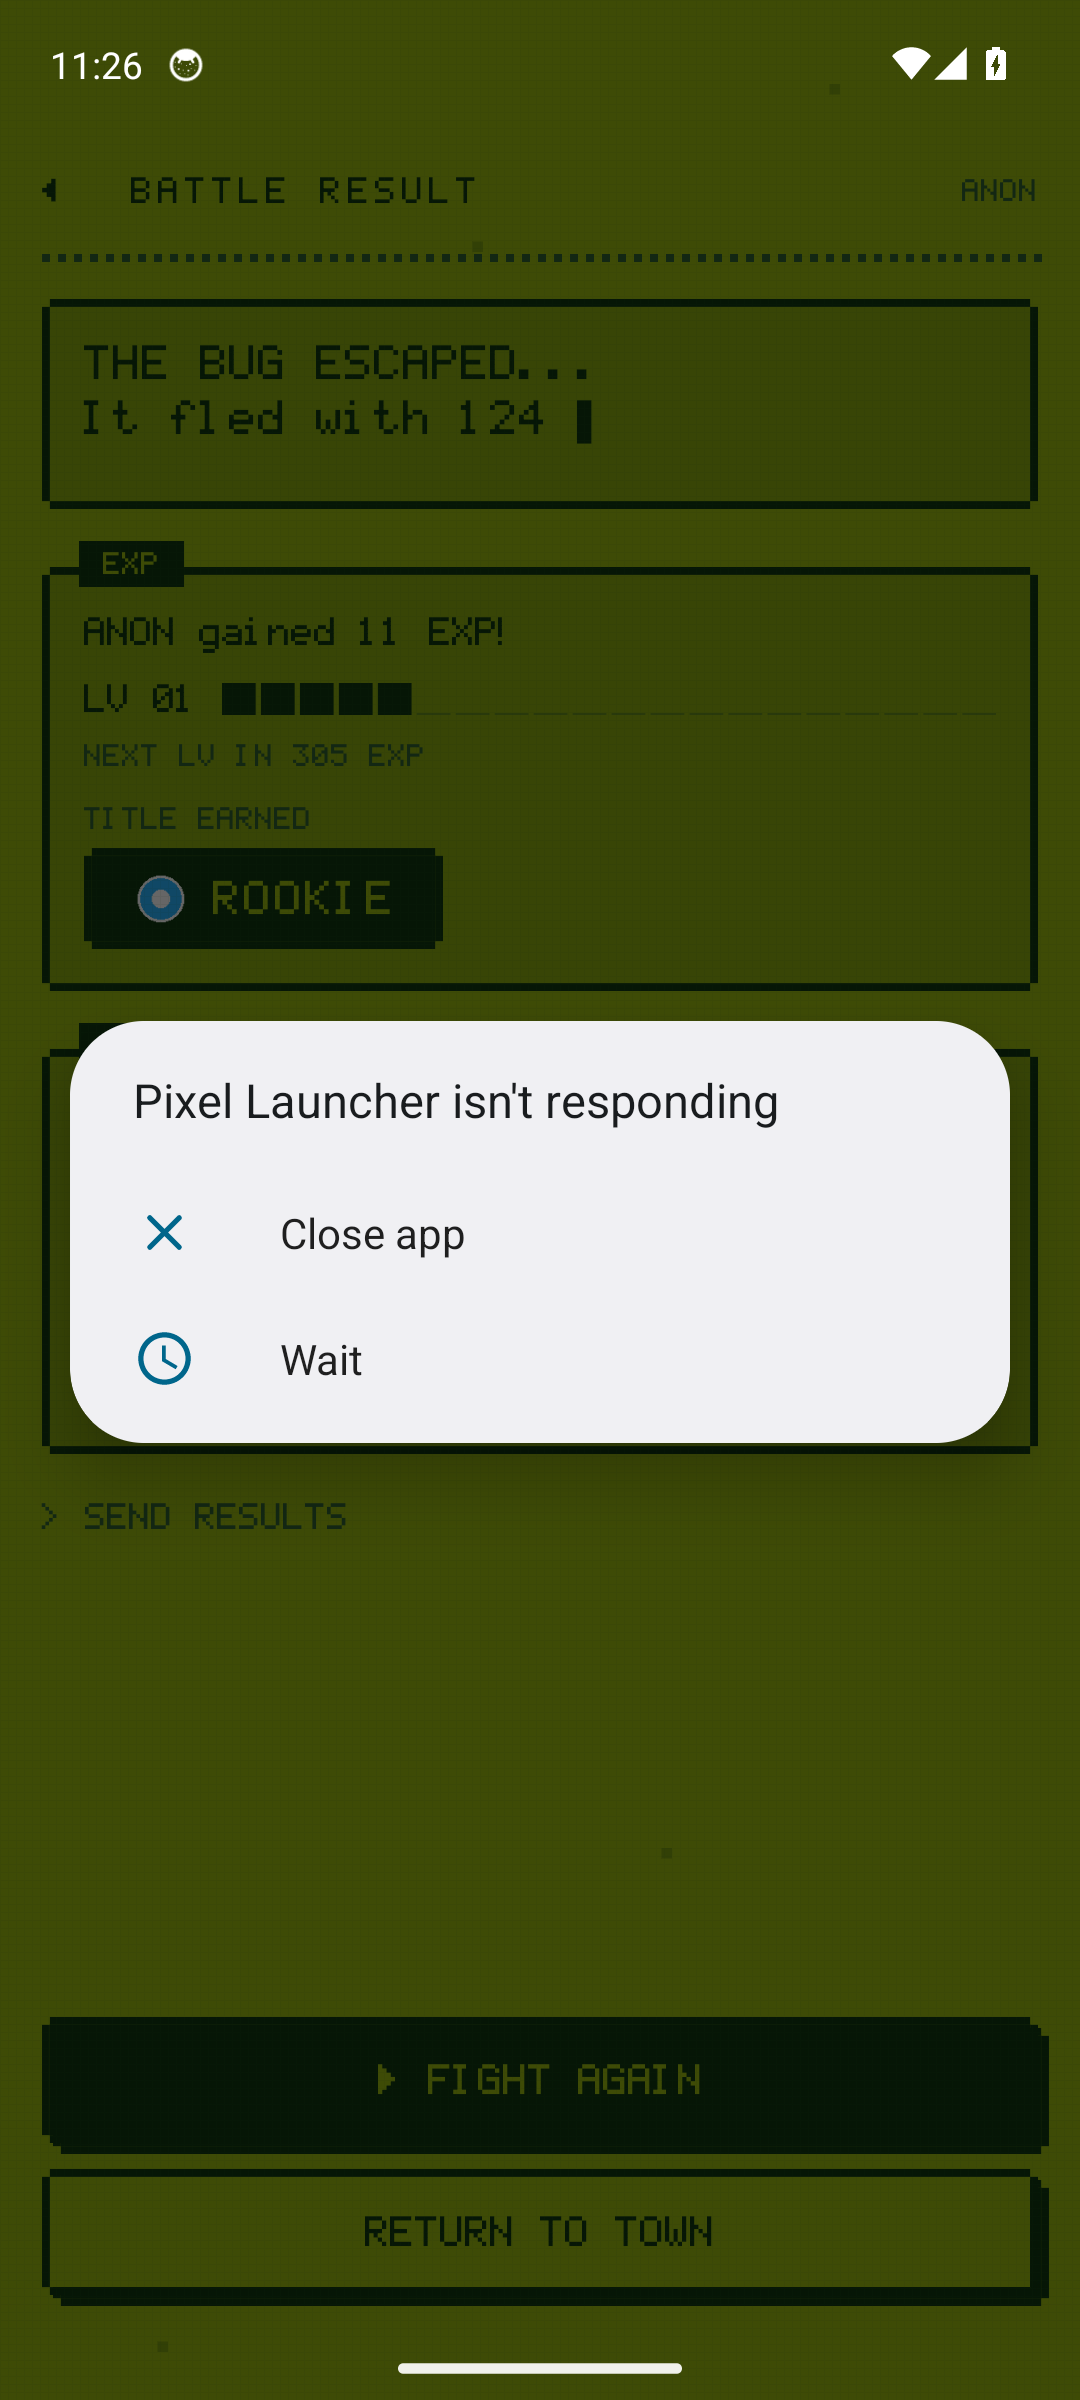 11:26
BATTLE RESULT
ANON
THE BUG ESCAPED...
It fled with 124
EXP
ANON gained 11 EXP!
LV 01
NEXT LV IN 305 EXP
TITLE EARNED
ROOKIE
Pixel Launcher isn't responding
Close app
Wait
> SEND RESULTS
FIGHT AGAIN
RETURN TO TOWN